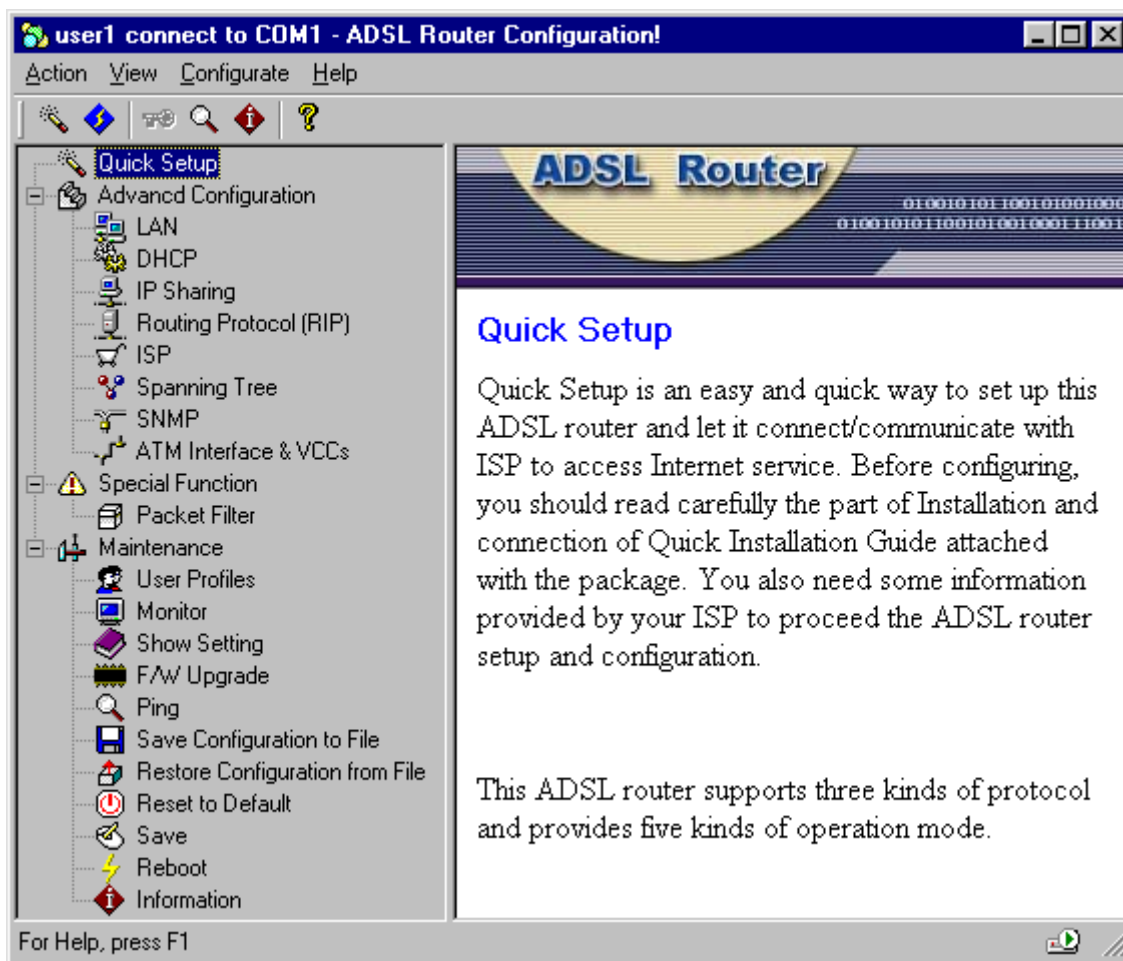 user1 connect to COM1 - ADSL Router Configuration!
Action View Configurate Help
Quick Setup
Advancd Configuration
LAN
DHCP
IP Sharing
Routing Protocol (RIP)
ISP
Spanning Tree
SNMP
ATM Interface & VCCs
Special Function
Packet Filter
Maintenance
User Profiles
Monitor
Show Setting
F/W Upgrade
Ping
Save Configuration to File
Restore Configuration from File
Reset to Default
Save
Reboot
Information
ADSL Router
010010101100101001000
010010101100101001000111001
Quick Setup
Quick Setup is an easy and quick way to set up this
ADSL router and let it connect/communicate with
ISP to access Internet service. Before configuring,
you should read carefully the part of Installation and
connection of Quick Installation Guide attached
with the package. You also need some information
provided by your ISP to proceed the ADSL router
setup and configuration.
This ADSL router supports three kinds of protocol
and provides five kinds of operation mode.
For Help, press F1